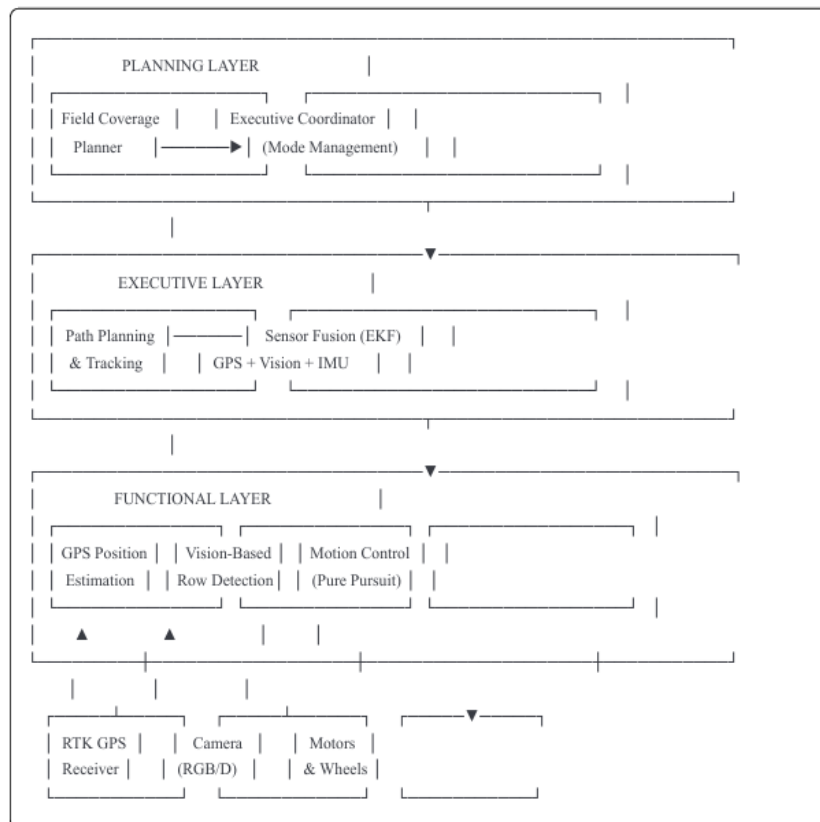 PLANNING LAYER
Field Coverage Executive Coordinator
Planner (Mode Management)
EXECUTIVE LAYER
Path Planning Sensor Fusion (EKF)
& Tracking GPS + Vision + IMU
FUNCTIONAL LAYER
GPS Position Vision-Based Motion Control
Estimation Row Detection (Pure Pursuit)
RTK GPS Camera Motors
Receiver (RGB/D) & Wheels